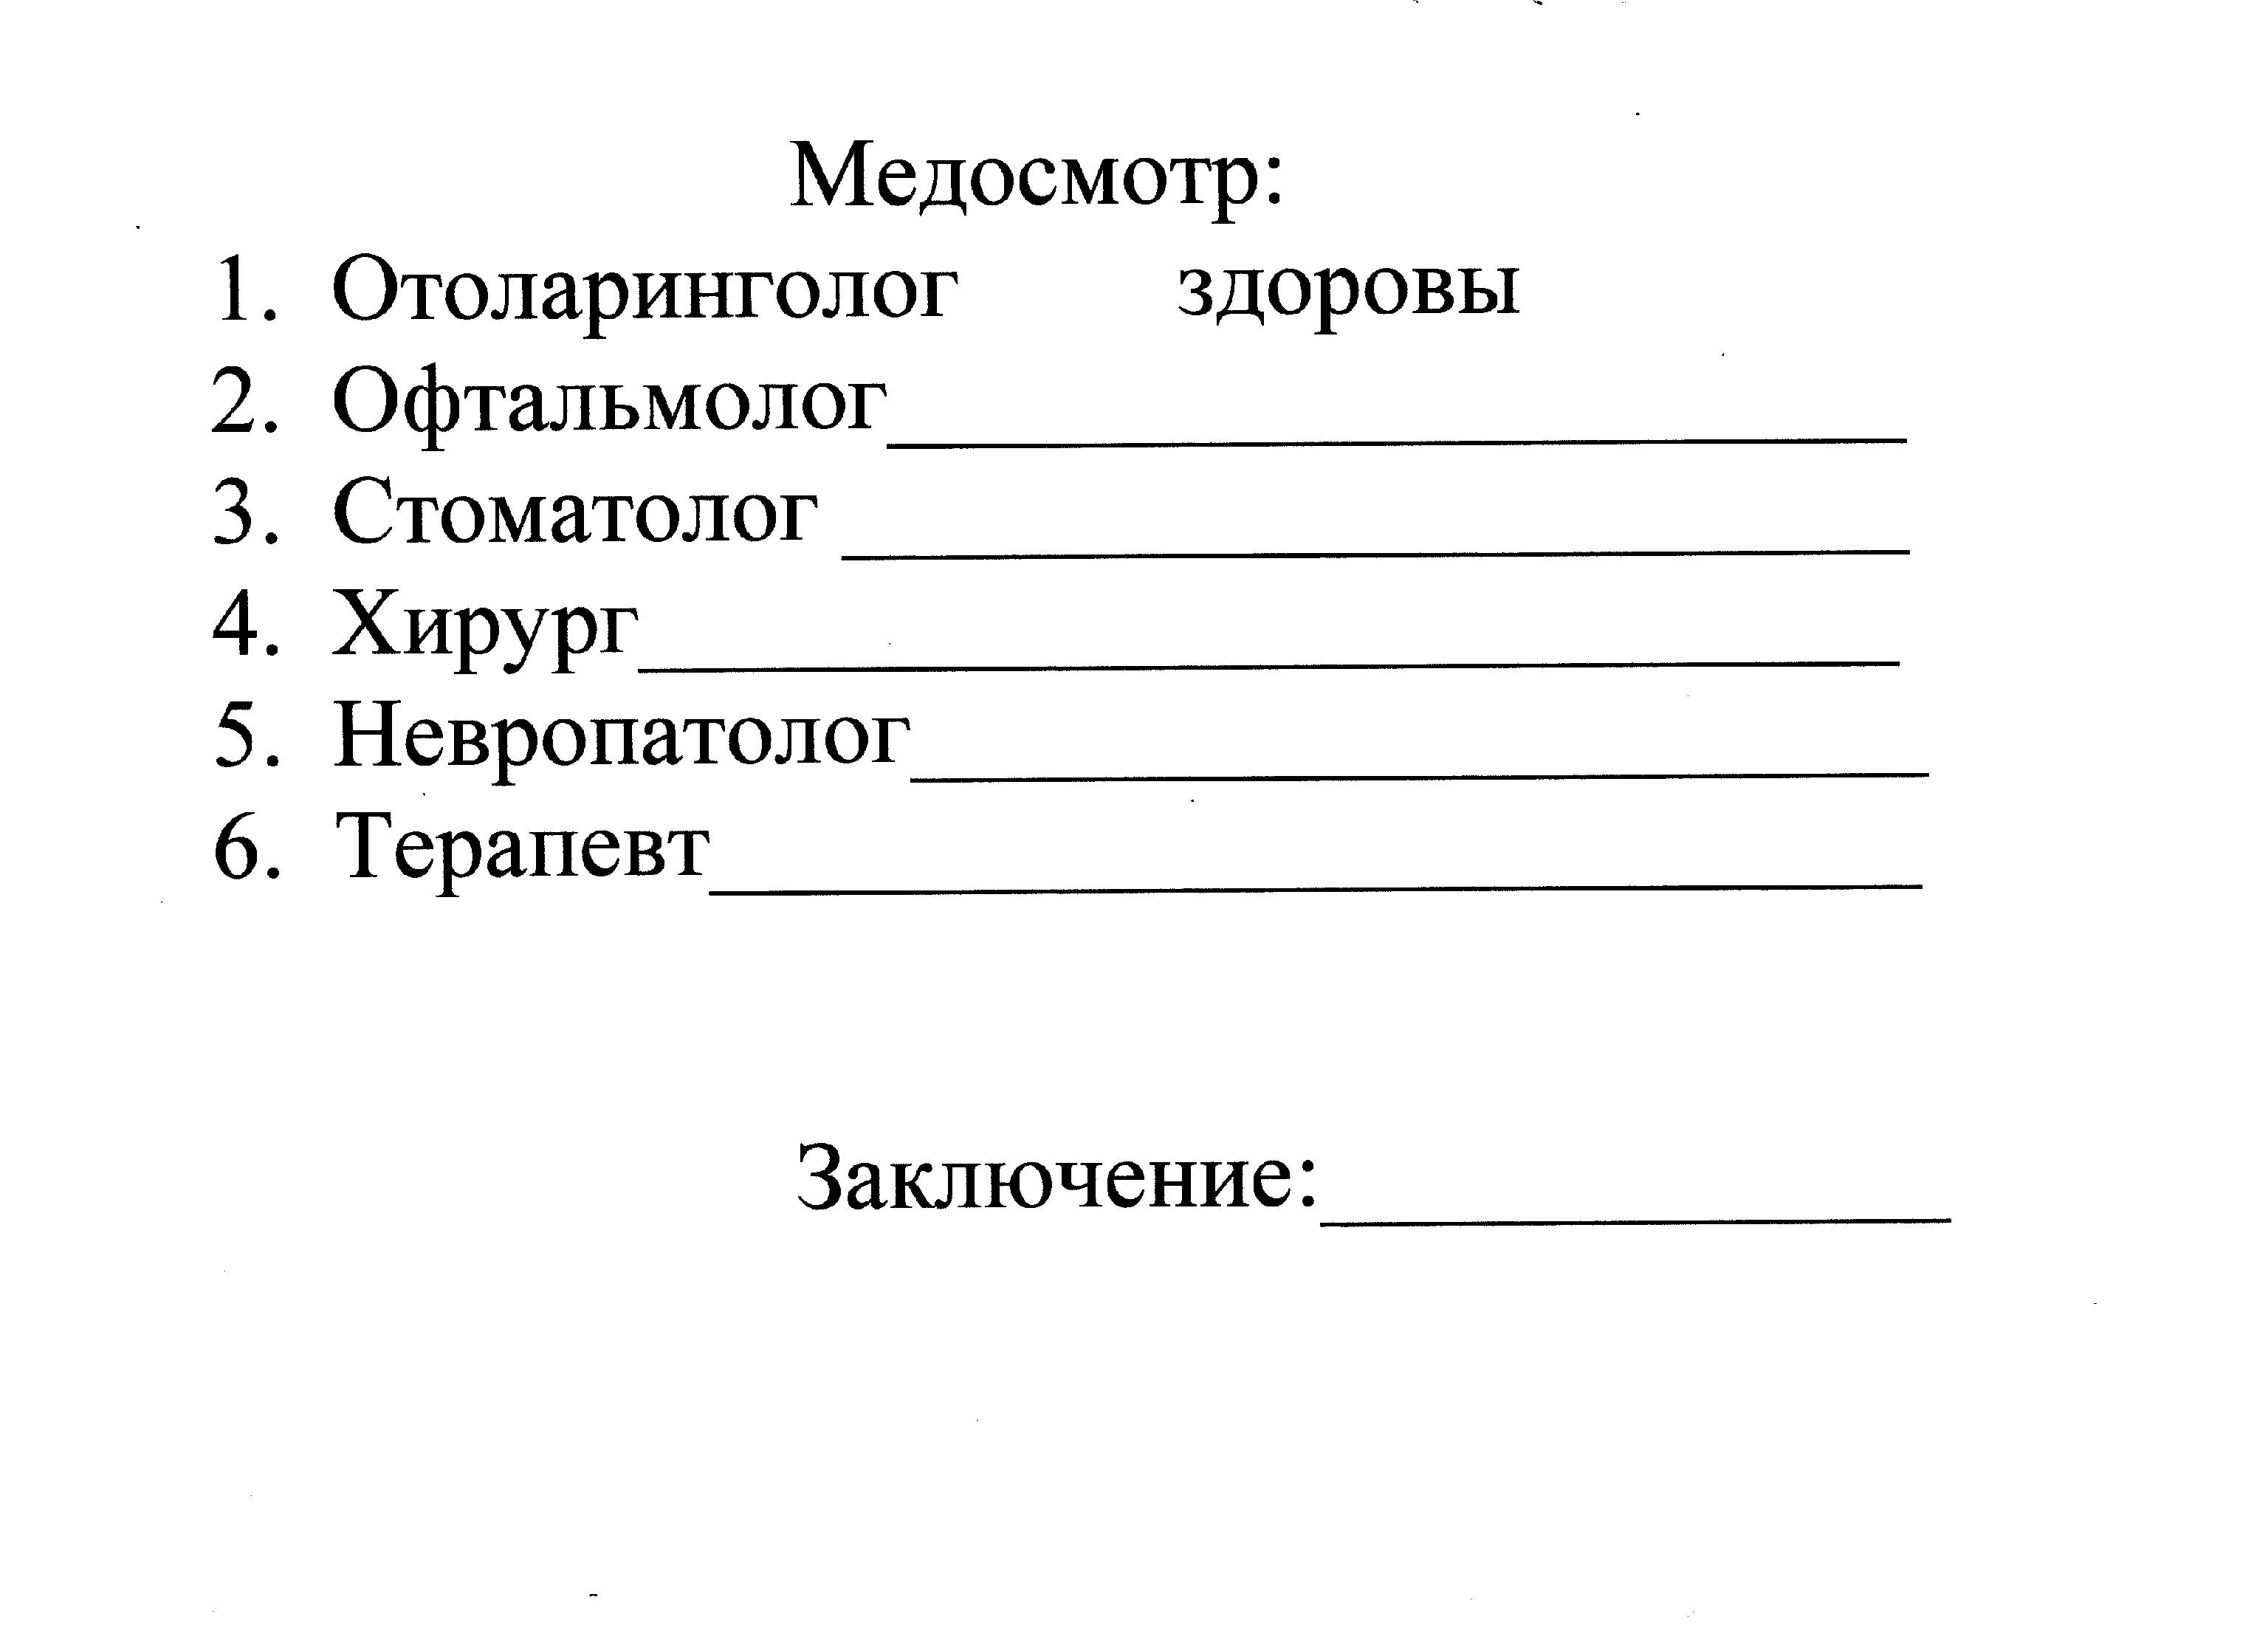 Медосмотр:
1. Отоларинголог здоровы
2. Офтальмолог
3. Стоматолог
4. Хирург
5. Невропатолог
6. Терапевт
Заключение: